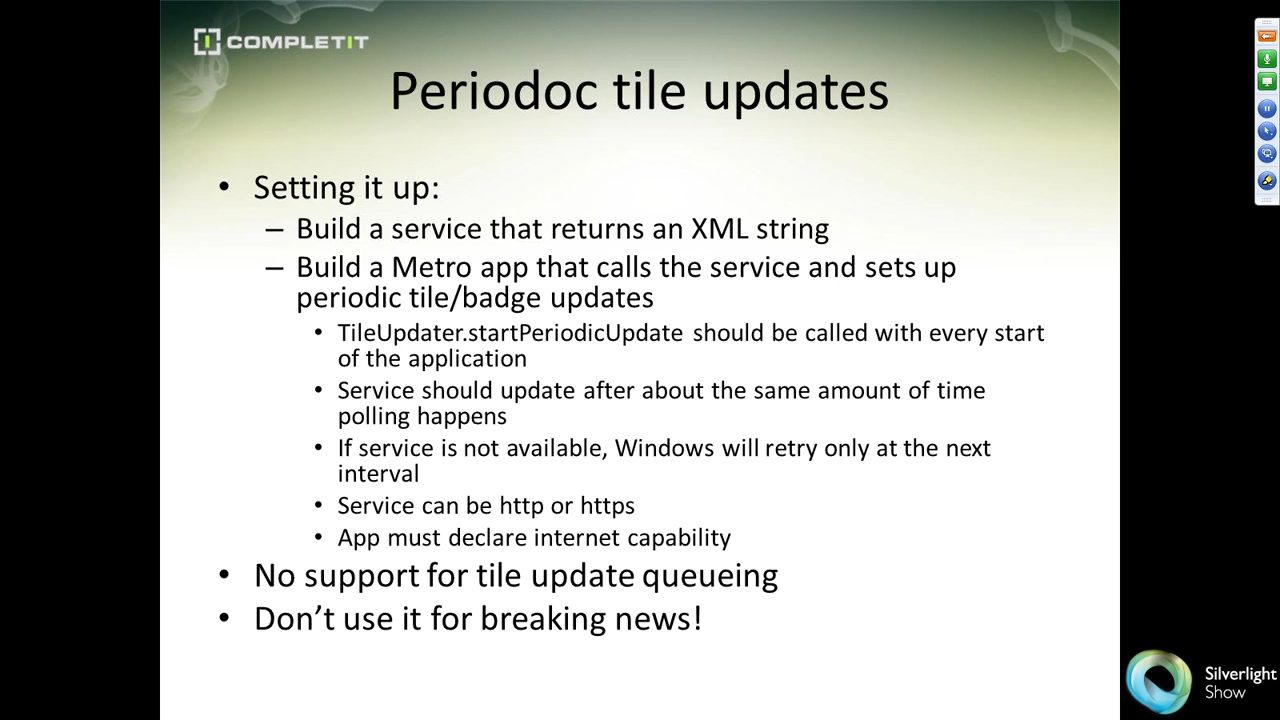 COMPLETIT
Periodoc tile updates
• Setting it up:
– Build a service that returns an XML string
– Build a Metro app that calls the service and sets up
periodic tile/badge updates
• TileUpdater.startPeriodicUpdate should be called with every start
of the application
• Service should update after about the same amount of time
polling happens
• If service is not available, Windows will retry only at the next
interval
• Service can be http or https
• App must declare internet capability
• No support for tile update queueing
• Don’t use it for breaking news!
Silverlight
Show